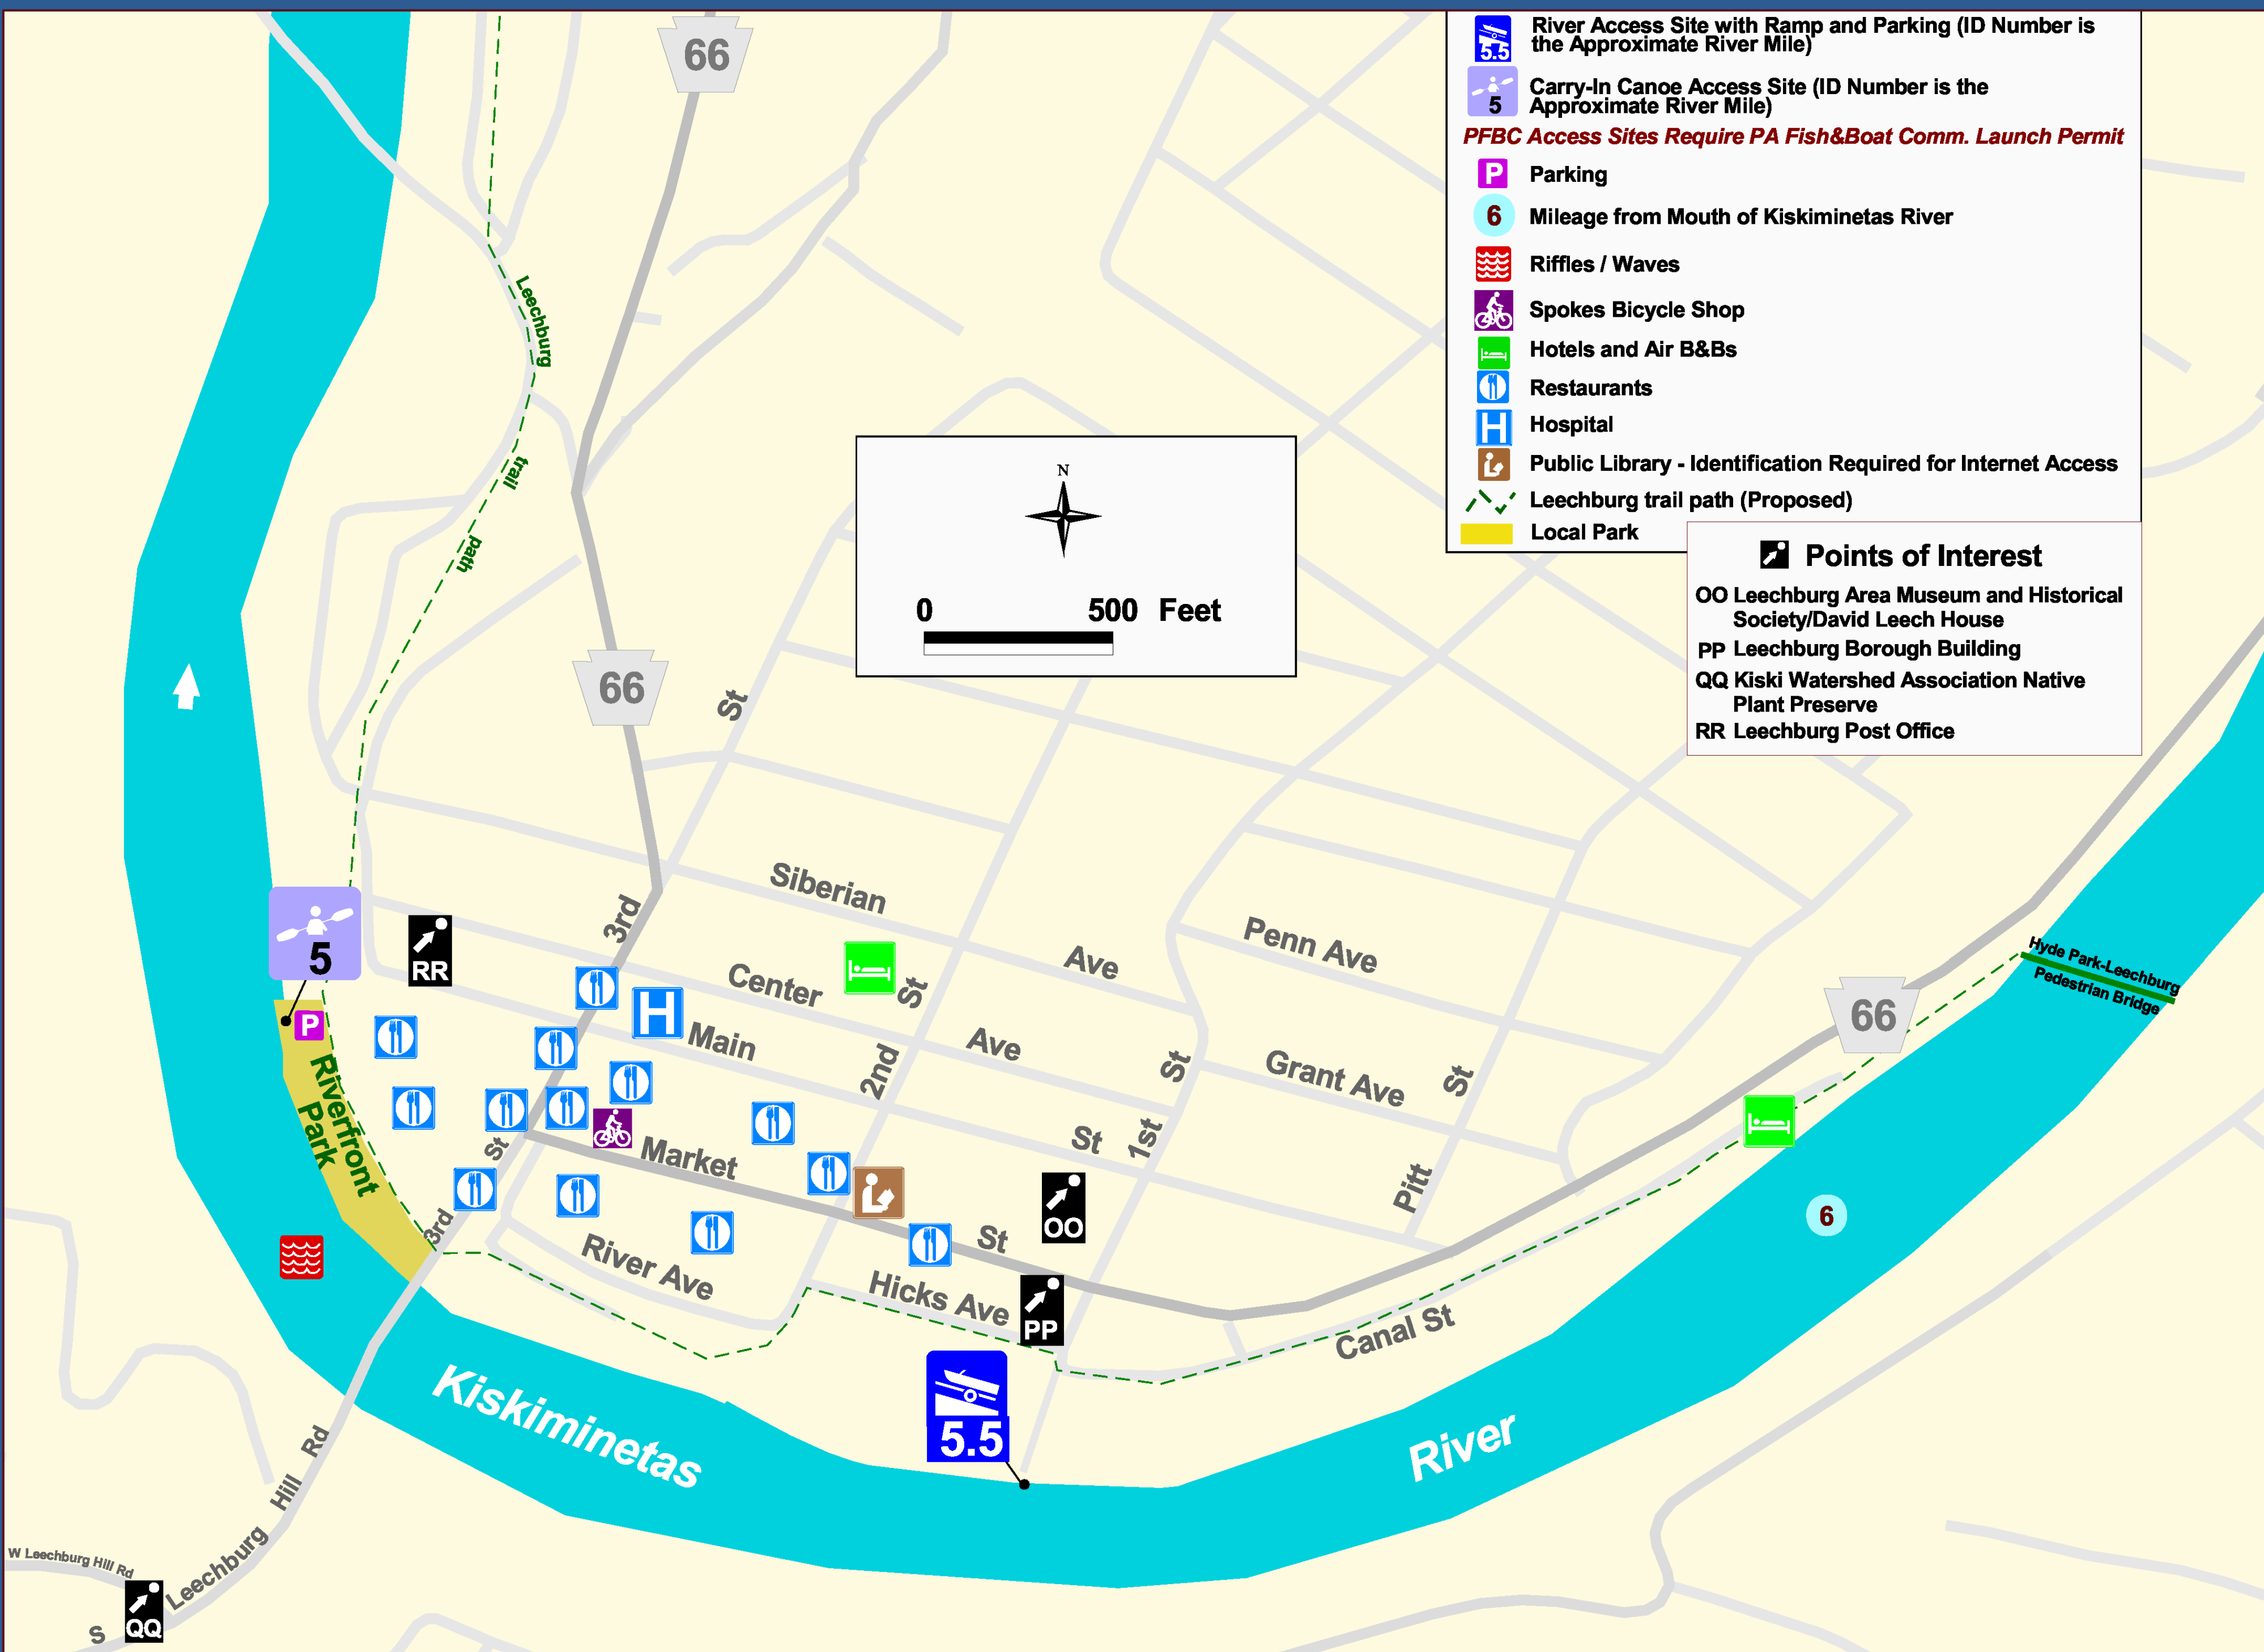 River Access Site with Ramp and Parking (ID Number is
the Approximate River Mile)
5.5
Carry-In Canoe Access Site (ID Number is the
Approximate River Mile)
5
PFBC Access Sites Require PA Fish&Boat Comm. Launch Permit
P
Parking
6
Mileage from Mouth of Kiskiminetas River
Riffles / Waves
Spokes Bicycle Shop
Hotels and Air B&Bs
Restaurants
H
Hospital
Public Library - Identification Required for Internet Access
Leechburg trail path (Proposed)
Local Park
Points of Interest
OO Leechburg Area Museum and Historical
Society/David Leech House
PP Leechburg Borough Building
QQ Kiski Watershed Association Native
Plant Preserve
RR Leechburg Post Office
N
0 500 Feet
66
66
66
Leechburg
trail
path
St
Siberian
Ave
Penn Ave
3rd
Center
Ave
St
Main
St
2nd
Grant Ave
St
1st
St
Pitt
Hyde Park-Leechburg
Pedestrian Bridge
5
RR
P
H
Riverfront
Park
St
3rd
Market
St
OO
River Ave
Hicks Ave
PP
Canal St
6
5.5
Kiskiminetas
River
Rd
Hill
Leechburg
S
W Leechburg Hill Rd
QQ